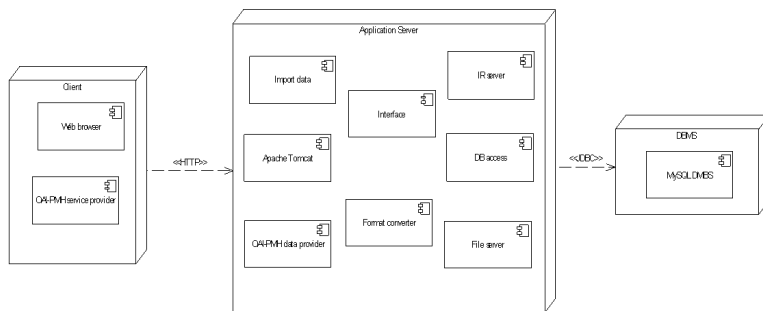 Application Server
Client
Web browser
OAI-PMH service provider
<<HTTP>>
Import data
IR server
Interface
Apache Tomcat
DB access
Format converter
OAI-PMH data provider
File server
<<JDBC>>
DBMS
MySQL DMBS